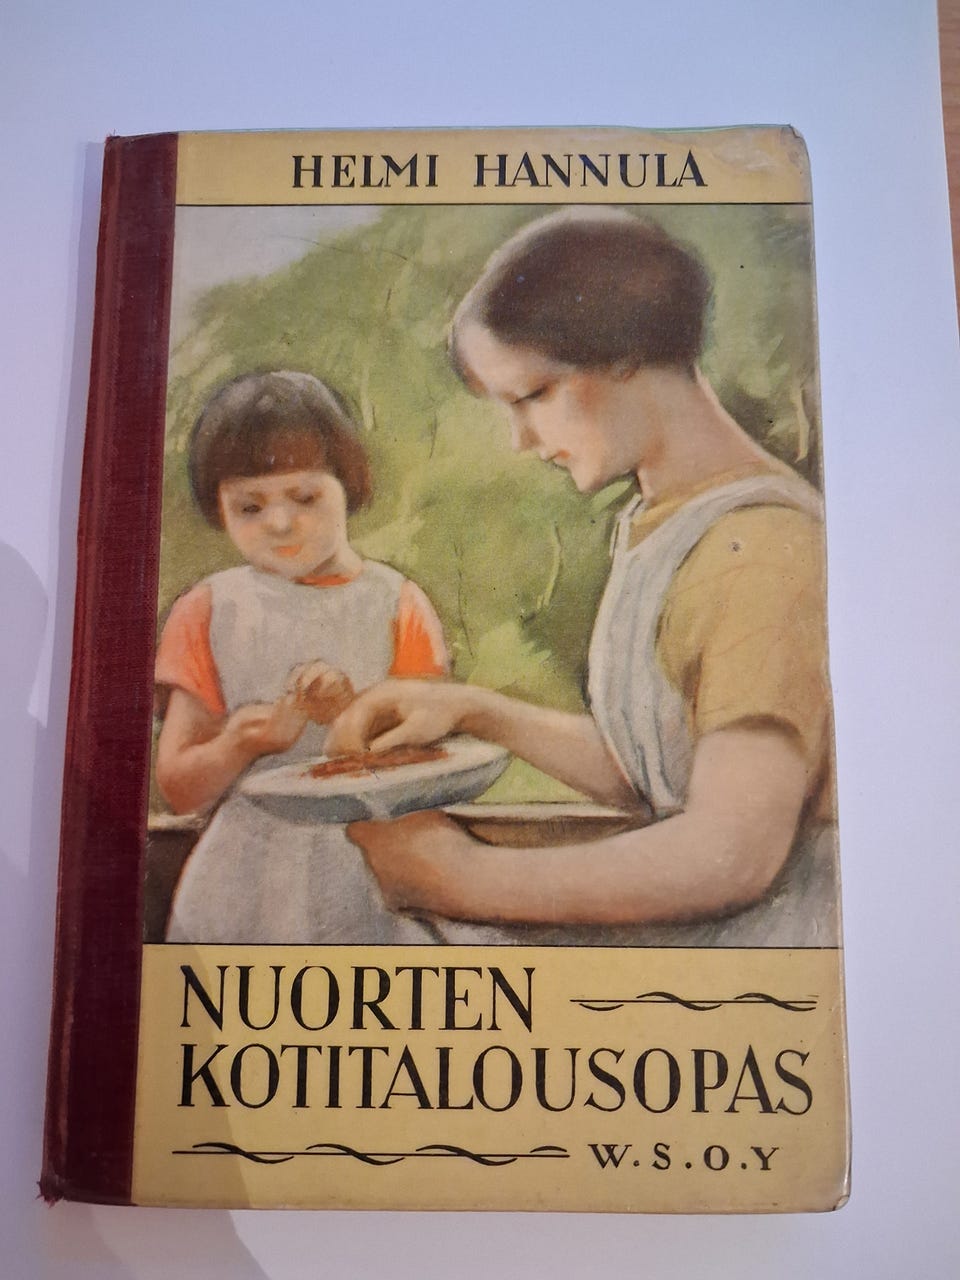 HELMI HANNULA
NUORTEN
KOTITALOUSOPAS
W.S.O.Y